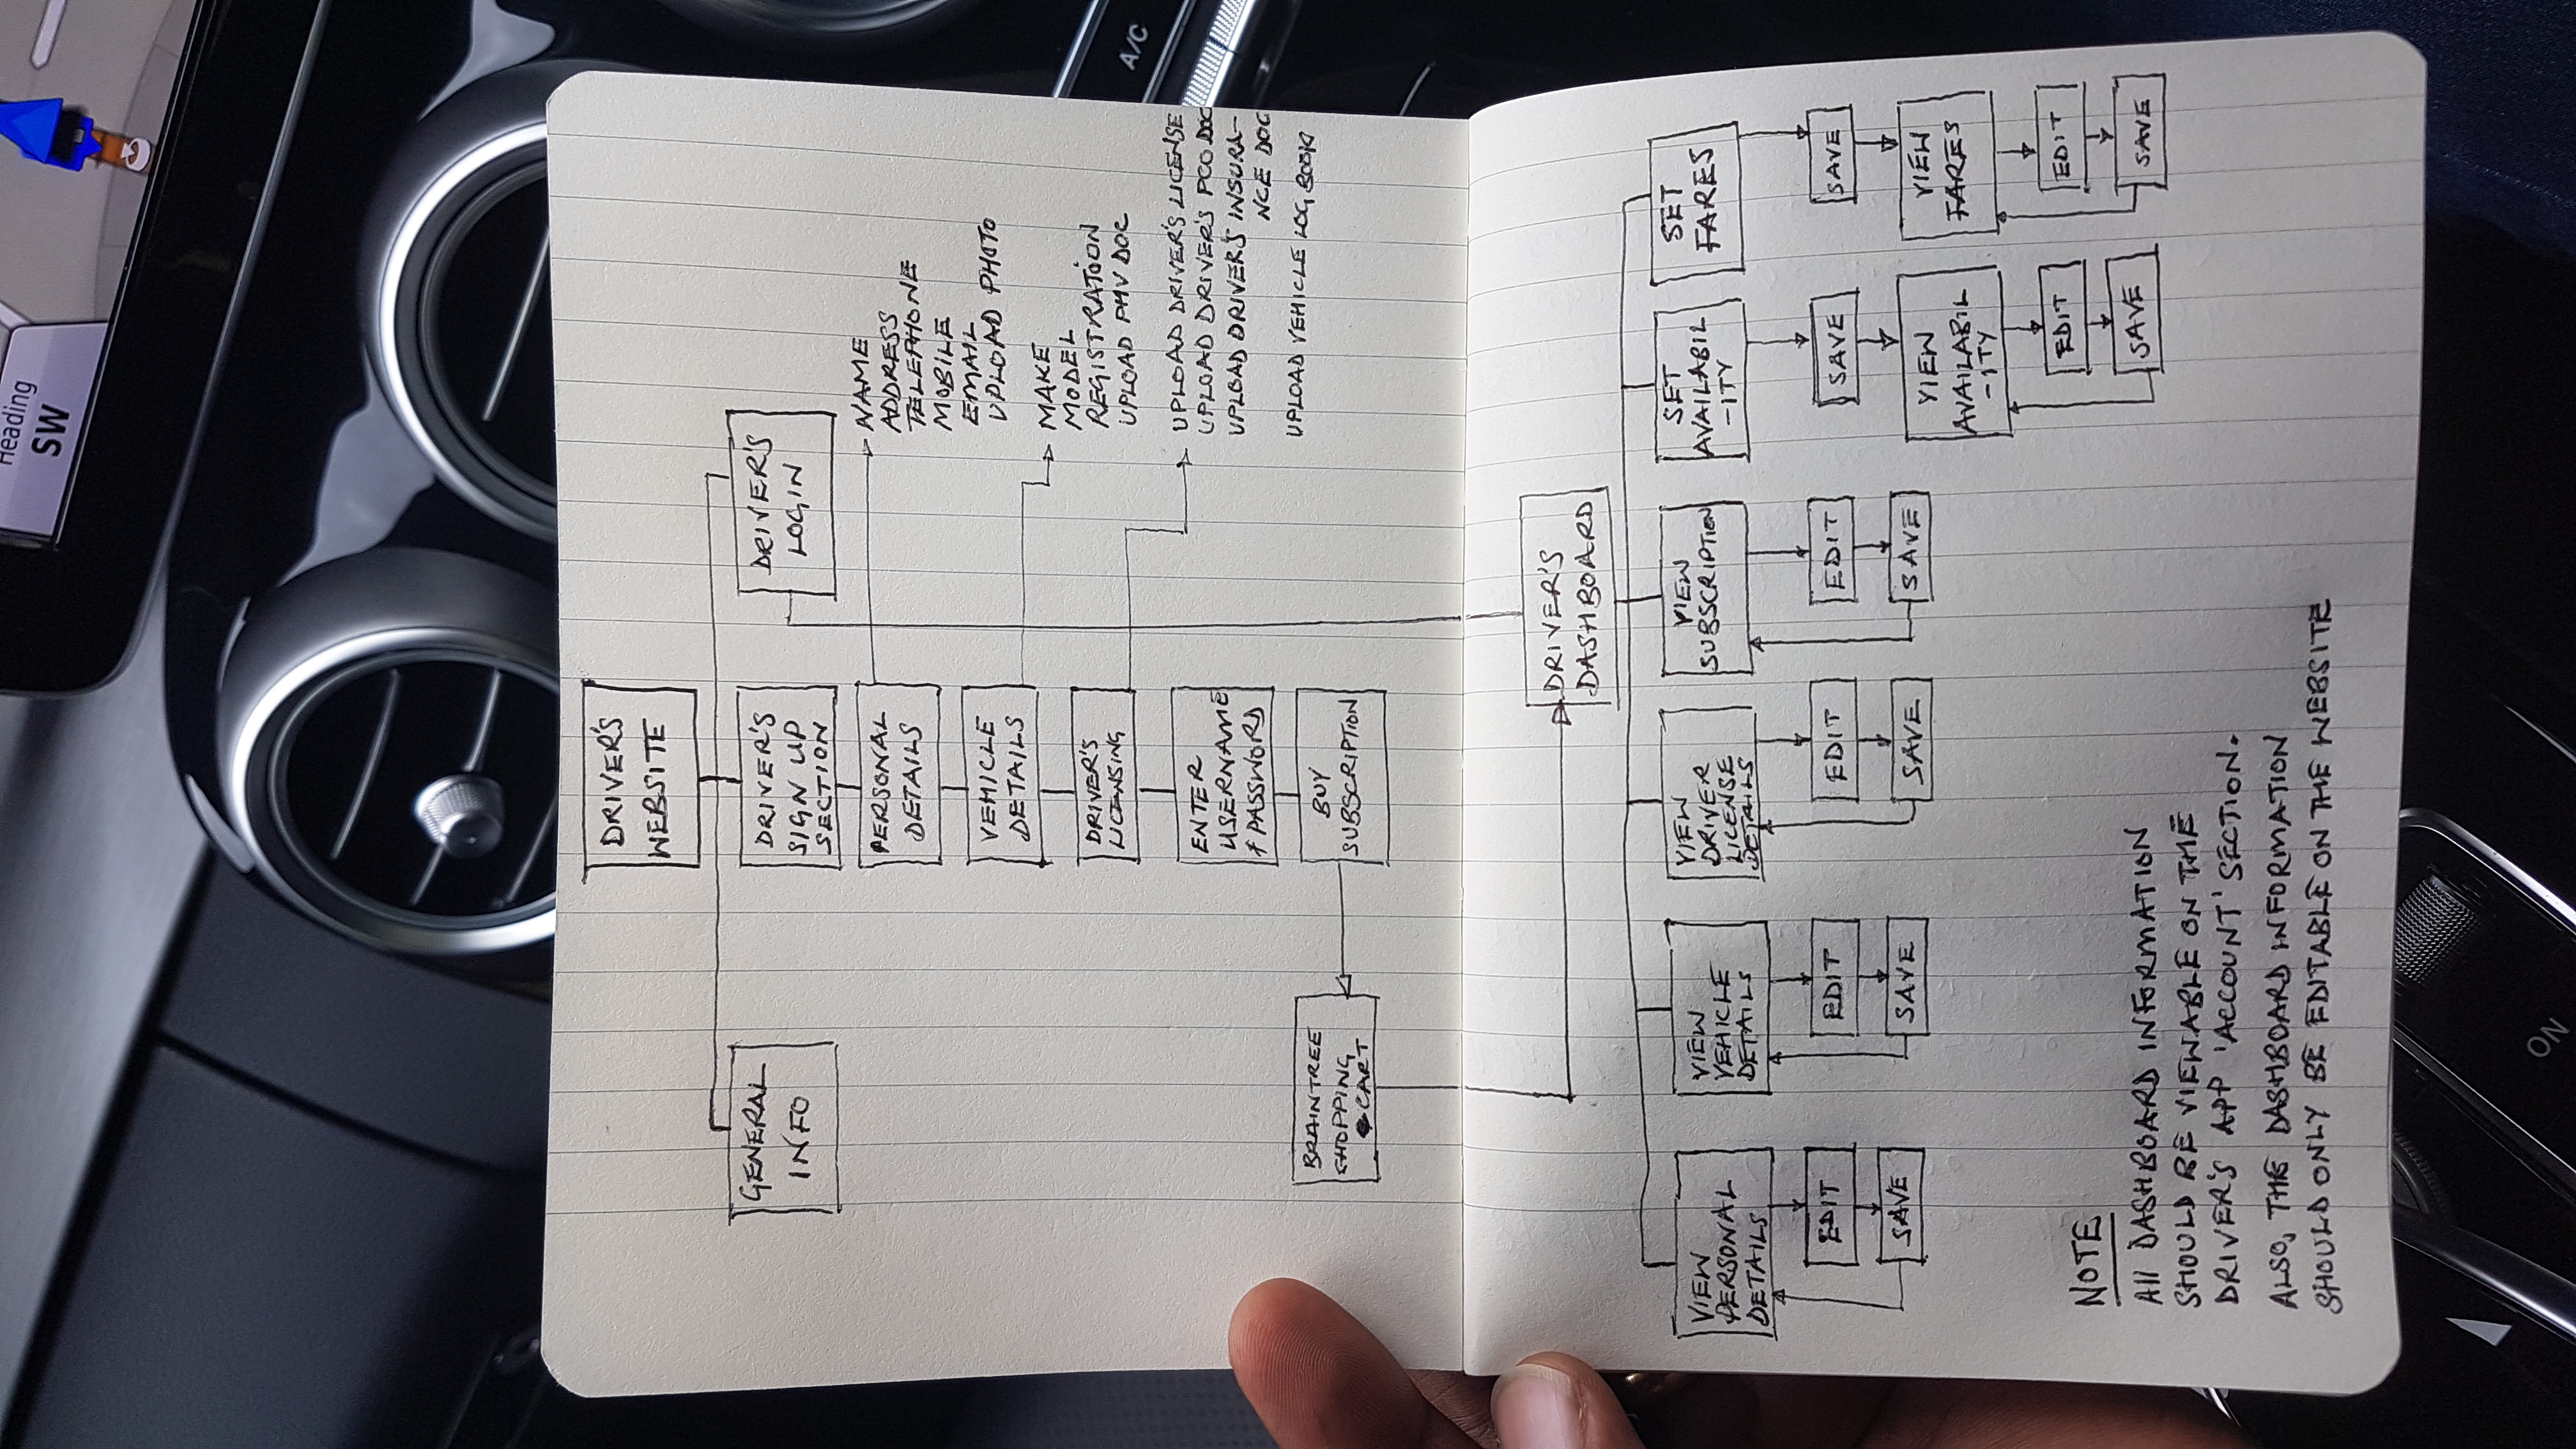 Heading
SW
DRIVER'S
WEBSITE
GENERAL
INFO
DRIVER'S
SIGN UP
SECTION
DRIVER'S
LOGIN
PERSONAL
DETAILS
NAME
ADDRESS
TELEPHONE
MOBILE
EMAIL
UPLOAD PHOTO
VEHICLE
DETAILS
MAKE
MODEL
REGISTRATION
UPLOAD PHV DOC
A/C
DRIVER'S
LICENSING
UPLOAD DRIVER'S LICENSE
UPLOAD DRIVER'S PCO DOC
UPLOAD DRIVER'S INSURA-
NCE DOC
UPLOAD VEHICLE LOG BOOK
ENTER
USERNAME
& PASSWORD
BUY
SUBSCRIPTION
BRAINTREE
SHOPPING
CART
DRIVER'S
DASHBOARD
VIEW
PERSONAL
DETAILS
EDIT
SAVE
VIEW
VEHICLE
DETAILS
EDIT
SAVE
VIEW
DRIVER
LICENSE
DETAILS
EDIT
SAVE
VIEW
SUBSCRIPTION
EDIT
SAVE
SET
AVAILABIL
-ITY
SAVE
VIEW
AVAILABIL
-ITY
EDIT
SAVE
SET
FARES
SAVE
VIEW
FARES
EDIT
SAVE
NOTE
All DASHBOARD INFORMATION
SHOULD BE VIEWABLE ON THE
DRIVER'S APP 'ACCOUNT' SECTION.
ALSO, THE DASHBOARD INFORMATION
SHOULD ONLY BE EDITABLE ON THE WEBSITE
ON